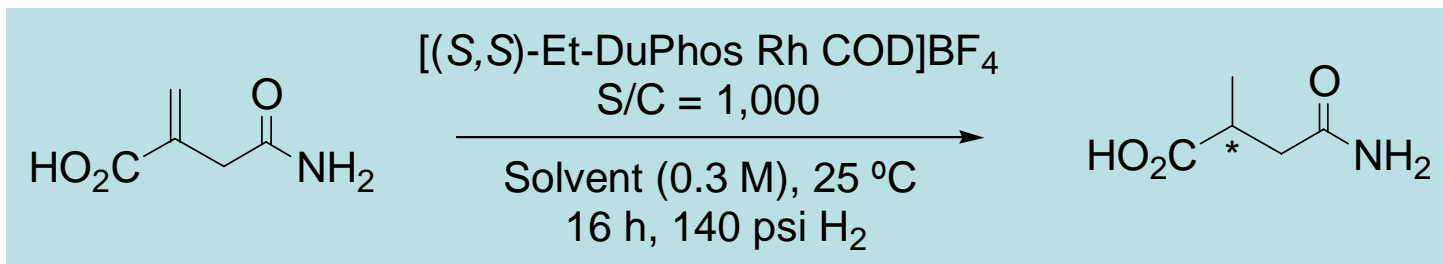 [(S,S)-Et-DuPhos Rh COD]BF₄
S/C = 1,000
Solvent (0.3 M), 25 ºC
16 h, 140 psi H₂
HO₂C
O
NH₂
HO₂C
*
O
NH₂